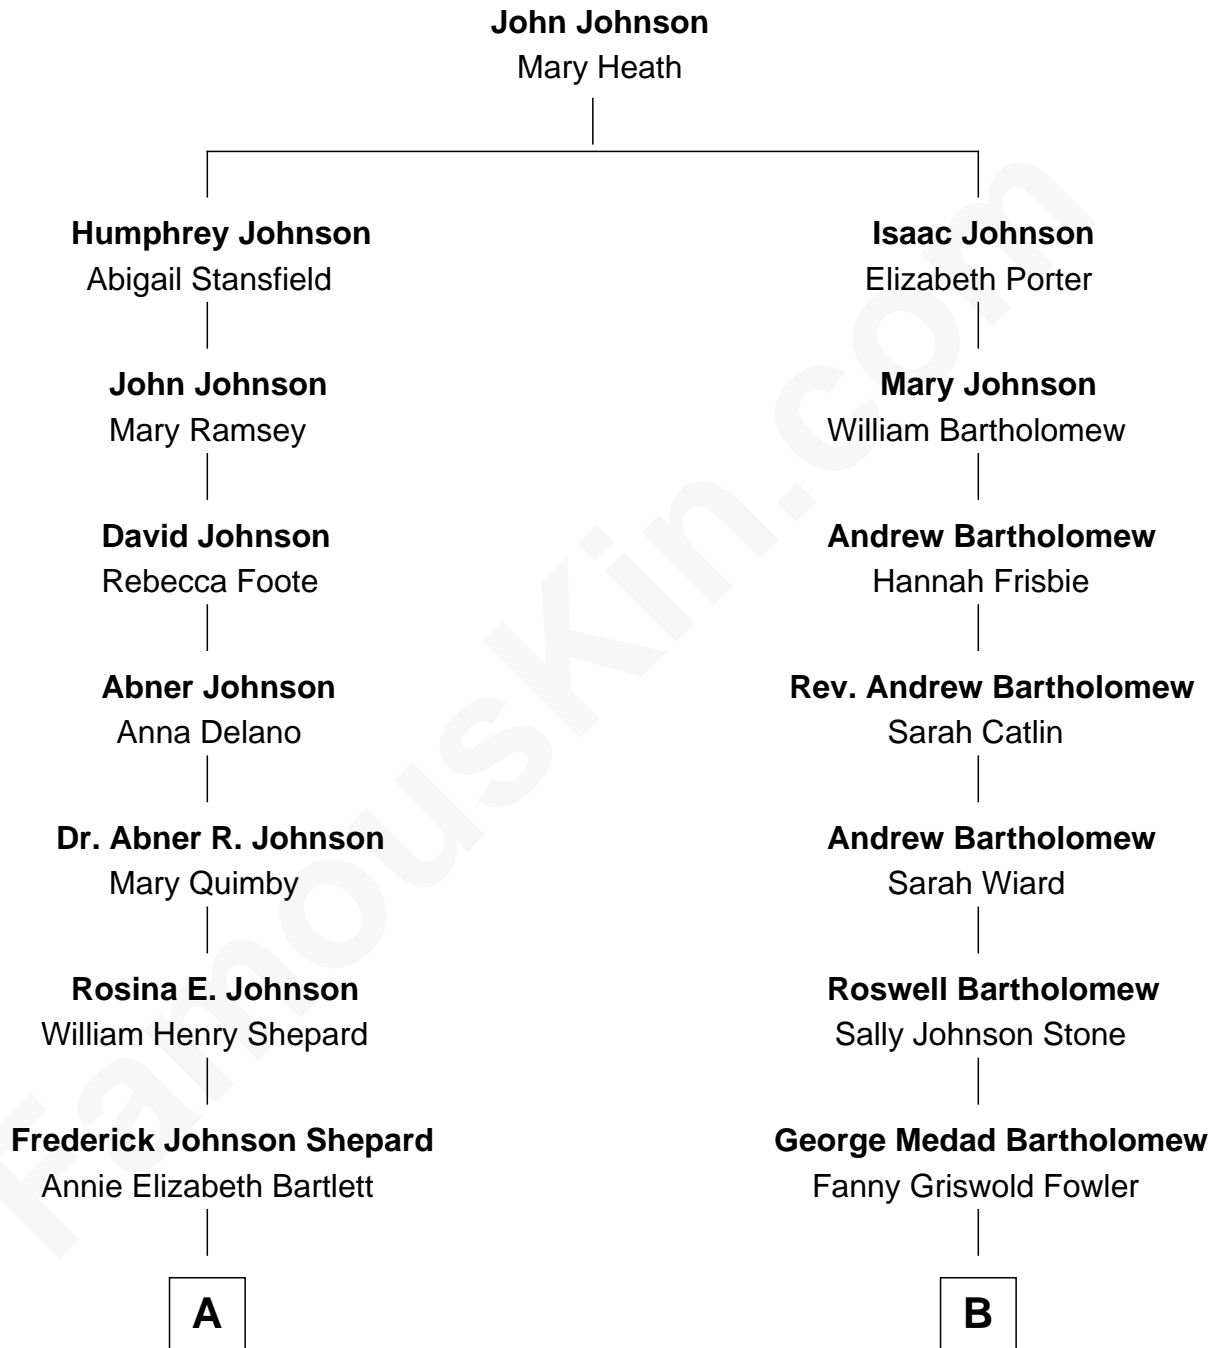 John Johnson
Mary Heath
Humphrey Johnson
Abigail Stansfield
Isaac Johnson
Elizabeth Porter
John Johnson
Mary Ramsey
Mary Johnson
William Bartholomew
David Johnson
Rebecca Foote
Andrew Bartholomew
Hannah Frisbie
Abner Johnson
Anna Delano
Rev. Andrew Bartholomew
Sarah Catlin
Dr. Abner R. Johnson
Mary Quimby
Andrew Bartholomew
Sarah Wiard
Rosina E. Johnson
William Henry Shepard
Roswell Bartholomew
Sally Johnson Stone
Frederick Johnson Shepard
Annie Elizabeth Bartlett
George Medad Bartholomew
Fanny Griswold Fowler
A
B
FamousKin.com